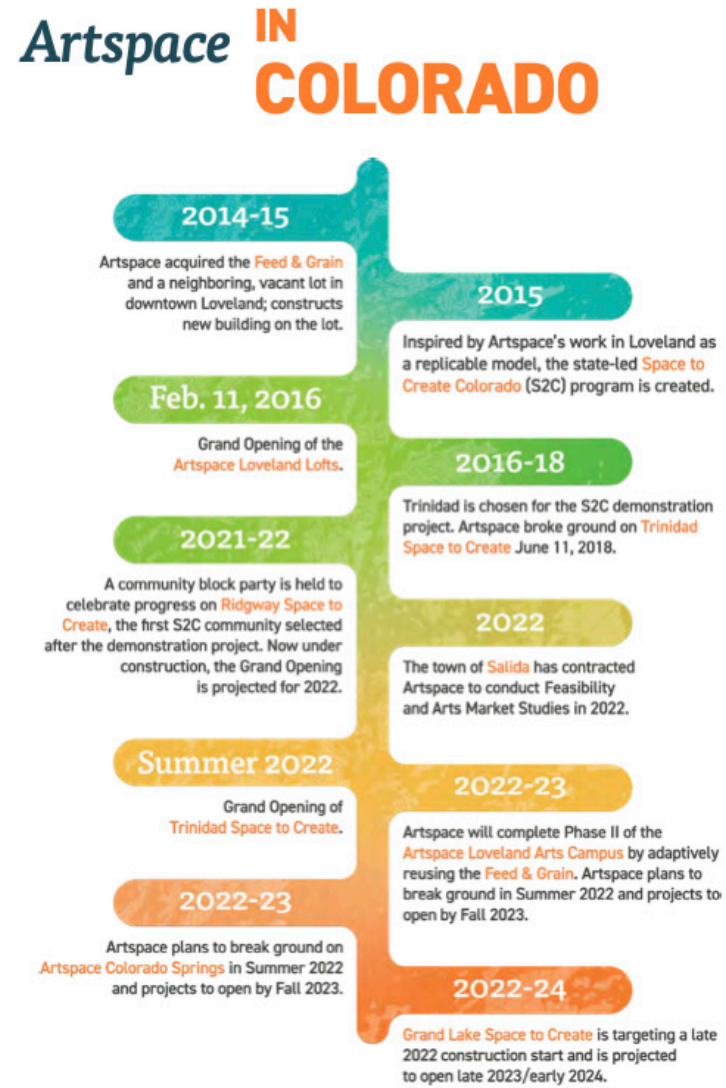 Artspace IN
COLORADO
2014-15
Artspace acquired the Feed & Grain
and a neighboring, vacant lot in
downtown Loveland; constructs
new building on the lot.
2015
Inspired by Artspace's work in Loveland as
a replicable model, the state-led Space to
Create Colorado (S2C) program is created.
Feb. 11, 2016
Grand Opening of the
Artspace Loveland Lofts.
2016-18
Trinidad is chosen for the S2C demonstration
project. Artspace broke ground on Trinidad
Space to Create June 11, 2018.
2021-22
A community block party is held to
celebrate progress on Ridgway Space to
Create, the first S2C community selected
after the demonstration project. Now under
construction, the Grand Opening
is projected for 2022.
2022
The town of Salida has contracted
Artspace to conduct Feasibility
and Arts Market Studies in 2022.
Summer 2022
Grand Opening of
Trinidad Space to Create.
2022-23
Artspace will complete Phase II of the
Artspace Loveland Arts Campus by adaptively
reusing the Feed & Grain. Artspace plans to
break ground in Summer 2022 and projects to
open by Fall 2023.
2022-23
Artspace plans to break ground on
Artspace Colorado Springs in Summer 2022
and projects to open by Fall 2023.
2022-24
Grand Lake Space to Create is targeting a late
2022 construction start and is projected
to open late 2023/early 2024.